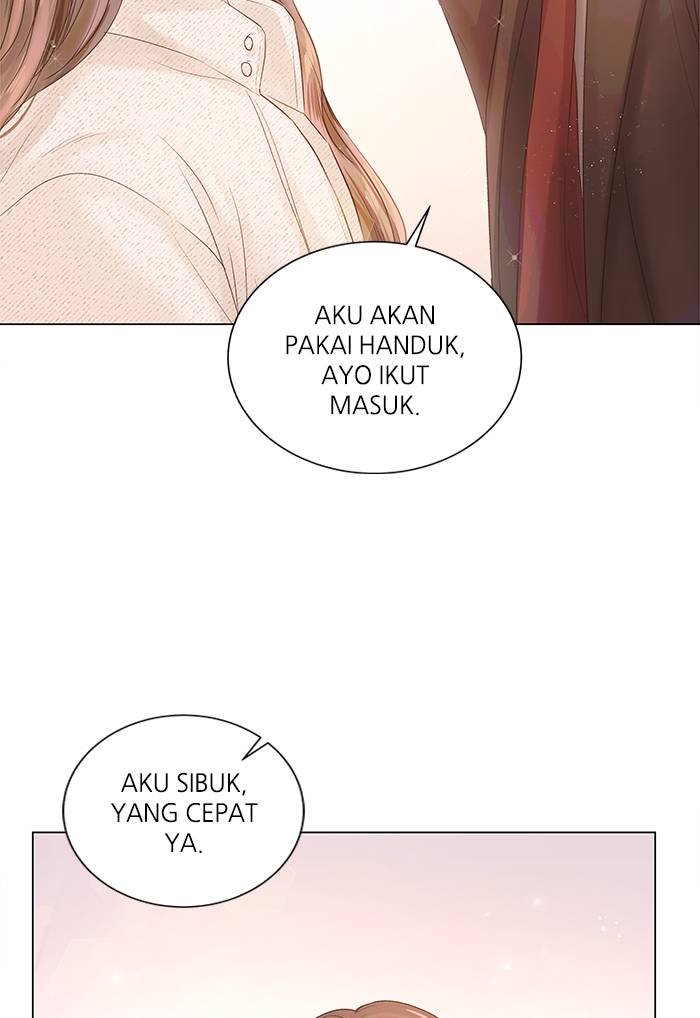 AKU AKAN
PAKAI HANDUK,
AYO IKUT
MASUK.
AKU SIBUK,
YANG CEPAT
YA.